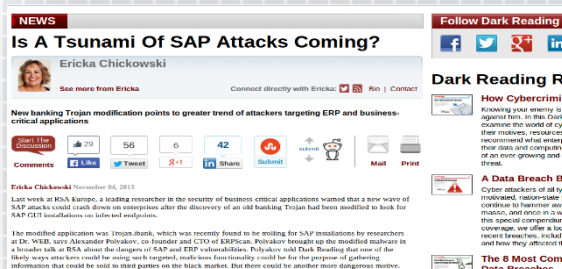 NEWS
Is A Tsunami Of SAP Attacks Coming?
Ericka Chickowski
See more from Ericka
Connect directly with Ericka:
Bio | Contact
New banking Trojan modification points to greater trend of attackers targeting ERP and business-
critical applications
Start The
Discussion
Comments
29
Like
56
Tweet
6
+1
42
in Share
Submit
submit
Mail
Print
Ericka Chickowski November 04, 2013
Last week at RSA Europe, a leading researcher in the security of business critical applications warned that a new wave of
SAP attacks could crash down on enterprises after the discovery of an old banking Trojan had been modified to look for
SAP GUI installations on infected endpoints.
The modified application was Trojan.ibank, which was recently found to be trolling for SAP installations by researchers
at Dr. WEB, says Alexander Polyakov, co-founder and CTO of ERPScan. Polyakov brought up the modified malware in
a broader talk at RSA about the dangers of SAP and ERP vulnerabilities. Polyakov told Dark Reading that one of the
likely ways attackers could be using such targeted, malicious functionality could be for the purpose of gathering
information that could be sold to third parties on the black market. But there could be another more dangerous motive.
Follow Dark Reading
f
g+
in
Dark Reading R
How Cybercrimi
Knowing your enemy is
against him. In this Dar
examine the world of cy
their motives, resources
recommend what enterp
their data and computin
of an ever-growing and
threat.
A Data Breach B
Cyber attackers of all ty
motivated, nation-state
continue to hammer aw
masse, and once in a w
this special compendiur
coverage, we offer a lo
recent breaches, includ
and how they affected t
The 8 Most Com
Data Breaches